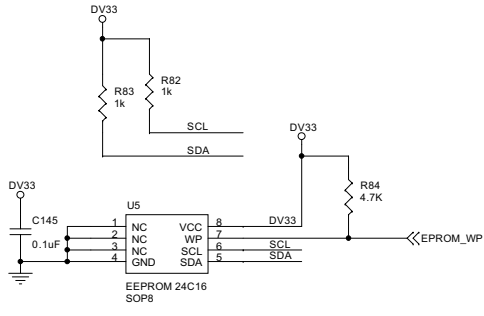 DV33
R83
1k
R82
1k
SCL
SDA
DV33
DV33
C145
0.1uF
U5
1 NC VCC 8 DV33
2 NC WP 7
3 NC SCL 6 SCL
4 GND SDA 5 SDA
R84
4.7K
EPROM_WP
EEPROM 24C16
SOP8